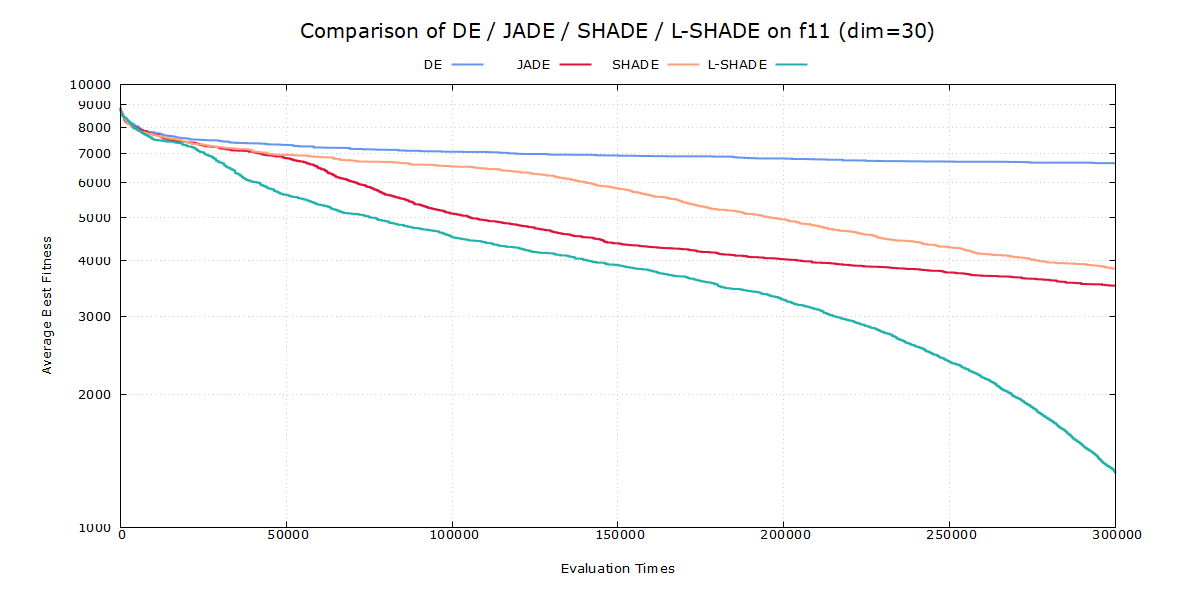 Comparison of DE / JADE / SHADE / L-SHADE on f11 (dim=30)
DE JADE SHADE L-SHADE
10000
9000
8000
7000
6000
5000
4000
3000
2000
1000
Average Best Fitness
0 50000 100000 150000 200000 250000 300000
Evaluation Times